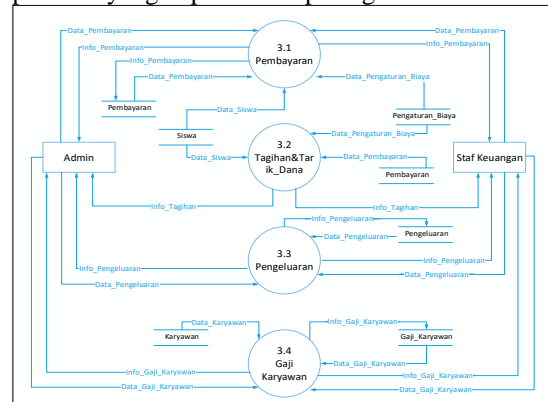 Data_Pembayaran
Data_Pembayaran
Info_Pembayaran
3.1
Pembayaran
Info_Pembayaran
Info_Pembayaran
Data_Pembayaran
Data_Pengaturan_Biaya
Pembayaran
Data_Siswa
Pengaturan_Biaya
Siswa
Data_Pengaturan_Biaya
3.2
Tagihan&Tar
ik_Dana
Admin
Data_Siswa
Data_Pembayaran
Staf Keuangan
Pembayaran
Info_Tagihan
Info_Tagihan
Info_Pengeluaran
Pengeluaran
Data_Pengeluaran
3.3
Pengeluaran
Info_Pengeluaran
Info_Pengeluaran
Data_Pengeluaran
Data_Pengeluaran
Data_Karyawan
Info_Gaji_Karyawan
Karyawan
Gaji_Karyawan
3.4
Gaji
Karyawan
Data_Gaji_Karyawan
Info_Gaji_Karyawan
Info_Gaji_Karyawan
Data_Gaji_Karyawan
Data_Gaji_Karyawan